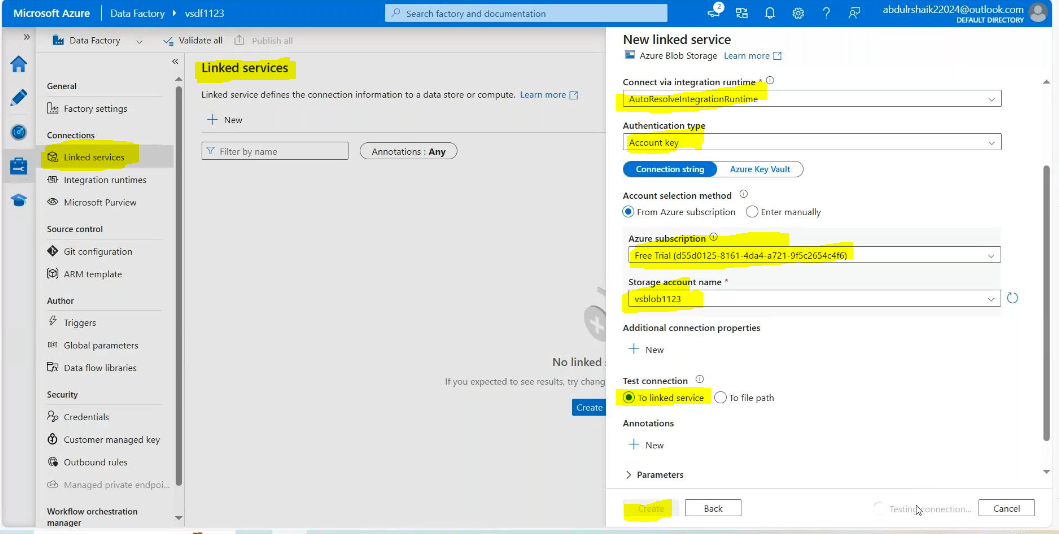 Microsoft Azure
Data Factory
vsdf1123
Search factory and documentation
2
abdulrshaik22024@outlook.com
DEFAULT DIRECTORY
Data Factory
Validate all
Publish all
General
Factory settings
Connections
Linked services
Integration runtimes
Microsoft Purview
Source control
Git configuration
ARM template
Author
Triggers
Global parameters
Data flow libraries
Security
Credentials
Customer managed key
Outbound rules
Managed private endpoi...
Workflow orchestration
manager
Linked services
Linked service defines the connection information to a data store or compute. Learn more
New
Filter by name
Annotations : Any
No linked
If you expected to see results, try chang
Create
New linked service
Azure Blob Storage Learn more
Connect via integration runtime *
AutoResolveIntegrationRuntime
Authentication type
Account key
Connection string
Azure Key Vault
Account selection method
From Azure subscription
Enter manually
Azure subscription
Free Trial (d55d0125-8161-4da4-a721-9f5c2654c4f6)
Storage account name *
vsblob1123
Additional connection properties
New
Test connection
To linked service
To file path
Annotations
New
Parameters
Create
Back
Testing connection...
Cancel